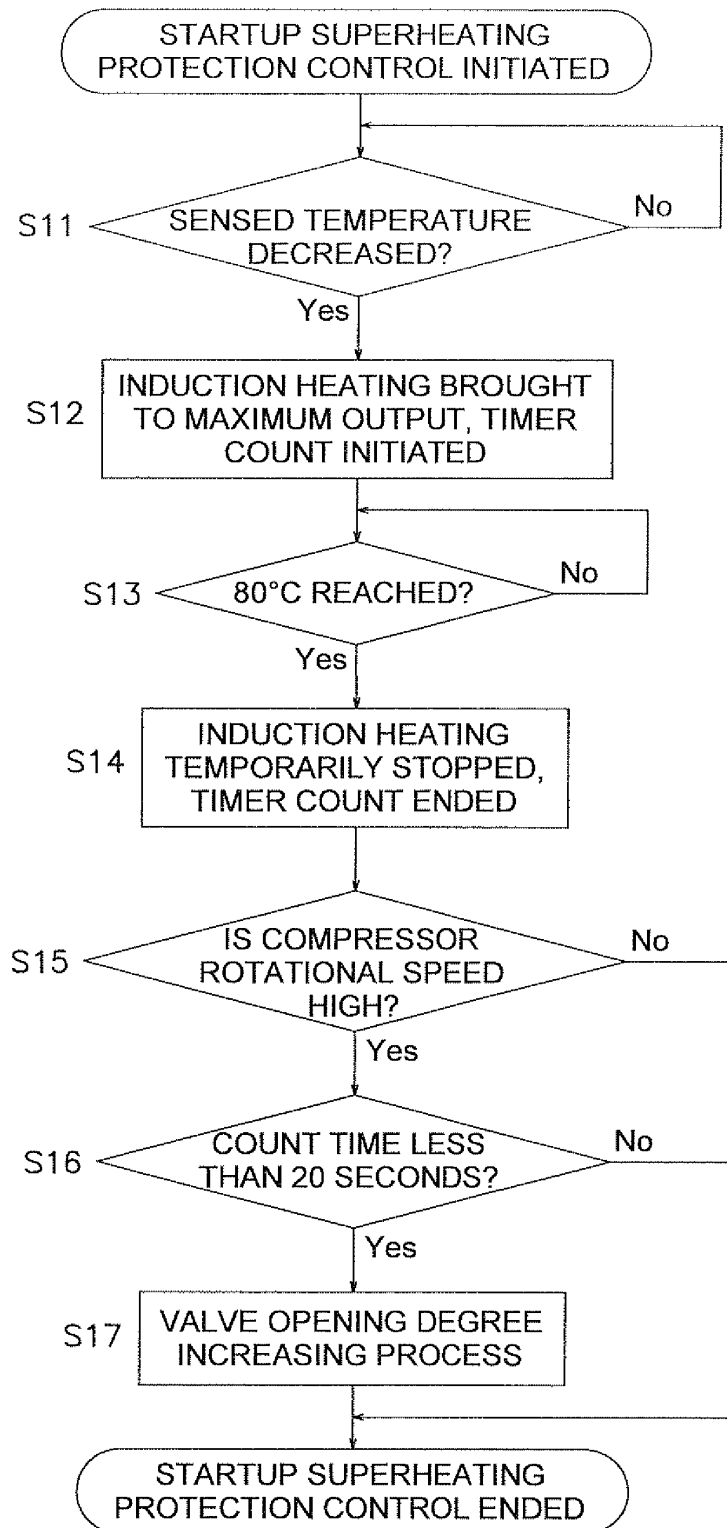 STARTUP SUPERHEATING
PROTECTION CONTROL INITIATED
S11
SENSED TEMPERATURE
DECREASED?
No
Yes
S12
INDUCTION HEATING BROUGHT
TO MAXIMUM OUTPUT, TIMER
COUNT INITIATED
S13
80°C REACHED?
No
Yes
S14
INDUCTION HEATING
TEMPORARILY STOPPED,
TIMER COUNT ENDED
S15
IS COMPRESSOR
ROTATIONAL SPEED
HIGH?
No
Yes
S16
COUNT TIME LESS
THAN 20 SECONDS?
No
Yes
S17
VALVE OPENING DEGREE
INCREASING PROCESS
STARTUP SUPERHEATING
PROTECTION CONTROL ENDED